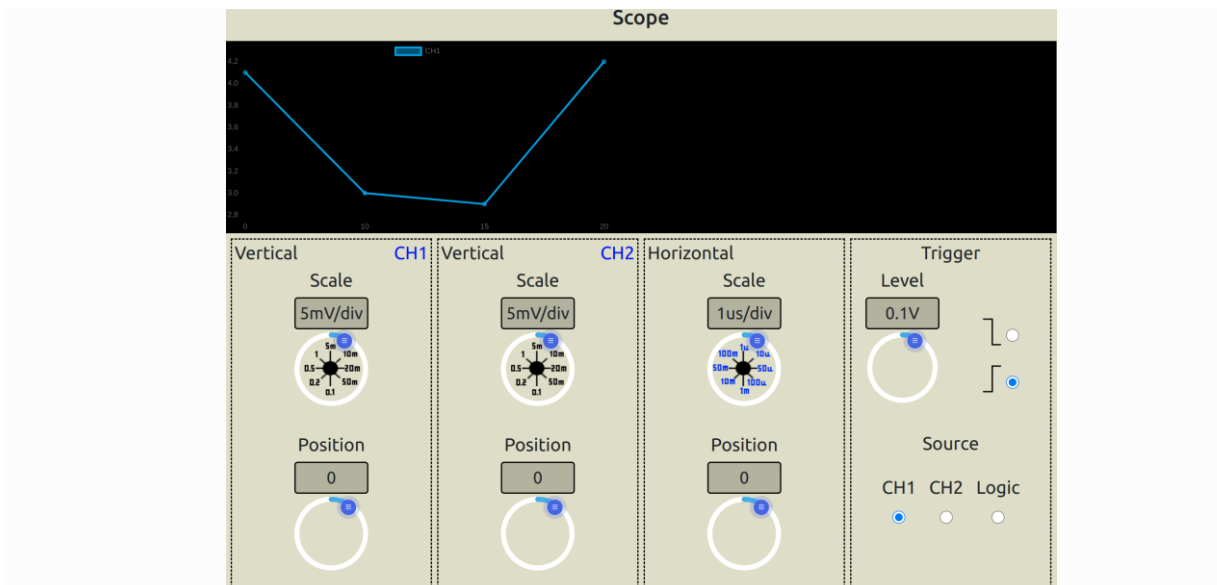 Scope
CH1
4,2
4,0
3,8
3,6
3,4
3,2
3,0
2,8
0 10 15 20
Vertical CH1 Vertical CH2 Horizontal Trigger
Scale Scale Scale Level
5mV/div 5mV/div 1us/div 0.1V
5m 5m 1u
1 10m 1 10m 100m 10u
0.5 20m 0.5 20m 50m 50u
0.2 50m 0.2 50m 10m 100u
0.1 0.1 1m
Position Position Position Source
0 0 0
CH1 CH2 Logic